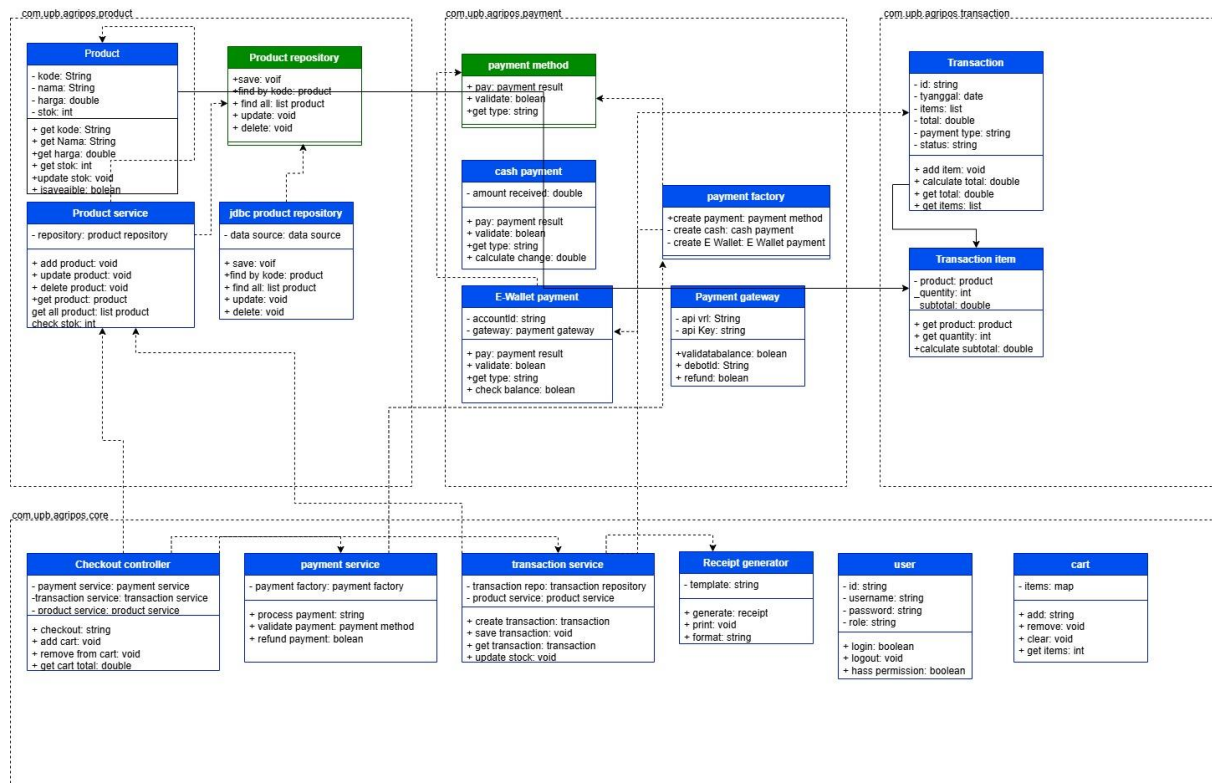 com.upb.agripos.product
Product
- kode: String
- nama: String
- harga: double
- stok: int
+ get kode: String
+ get Nama: String
+get harga: double
+ get stok: int
+update stok: void
+ isaveaible: bolean
Product repository
+save: voif
+find by kode: product
+ find all: list product
+ update: void
+ delete: void
Product service
- repository: product repository
+ add product: void
+ update product: void
+ delete product: void
+get product: product
get all product: list product
check stok: int
jdbc product repository
- data source: data source
+ save: voif
+find by kode: product
+ find all: list product
+ update: void
+ delete: void
com.upb.agripos.payment
payment method
+ pay: payment result
+ validate: bolean
+get type: string
cash payment
- amount received: double
+ pay: payment result
+ validate: bolean
+get type: string
+ calculate change: double
payment factory
+create payment: payment method
- create cash: cash payment
- create E Wallet: E Wallet payment
E-Wallet payment
- accountId: string
- gateway: payment gateway
+ pay: payment result
+ validate: bolean
+get type: string
+ check balance: bolean
Payment gateway
- api vrl: String
- api Key: string
+validatabalance: bolean
+ debotId: String
+ refund: bolean
com.upb.agripos.transaction
Transaction
- id: string
- tyanggal: date
- items: list
- total: double
- payment type: string
- status: string
+ add item: void
+ calculate total: double
+ get total: double
+ get items: list
Transaction item
- product: product
_quentity: int
subtotal: double
+ get product: product
+ get quantity: int
+calculate subtotal: double
com.upb.agripos.core
Checkout controller
- payment service: payment service
-transaction service: transaction service
- product service: product service
+ checkout: string
+ add cart: void
+ remove from cart: void
+ get cart total: double
payment service
- payment factory: payment factory
+ process payment: string
+ validate payment: payment method
+ refund payment: bolean
transaction service
- transaction repo: transaction repository
- product service: product service
+ create transaction: transaction
+ save transaction: void
+ get transaction: transaction
+ update stock: void
Receipt generator
- template: string
+ generate: receipt
+ print: void
+ format: string
user
- id: string
- username: string
- password: string
- role: string
+ login: boolean
+ logout: void
+ hass permission: boolean
cart
- items: map
+ add: string
+ remove: void
+ clear: void
+ get items: int